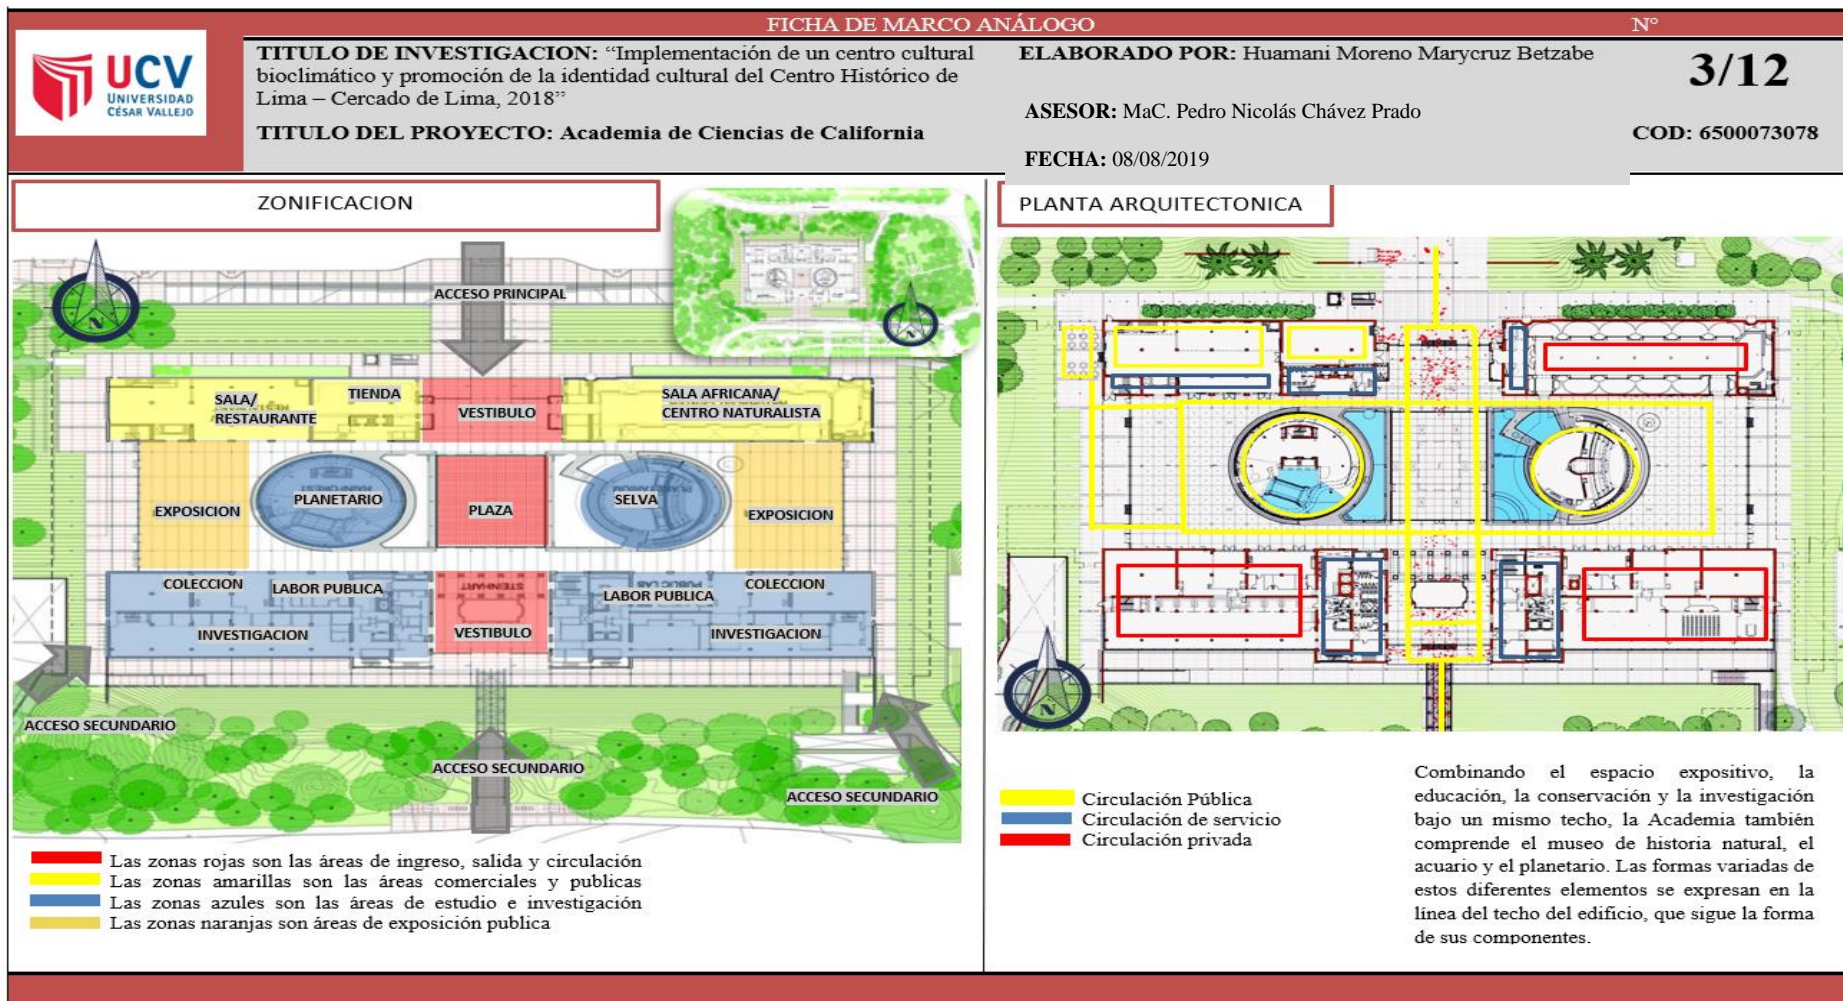 FICHA DE MARCO ANÁLOGO
N°
UCV
UNIVERSIDAD
CÉSAR VALLEJO
TITULO DE INVESTIGACION: “Implementación de un centro cultural
bioclimático y promoción de la identidad cultural del Centro Histórico de
Lima – Cercado de Lima, 2018”
TITULO DEL PROYECTO: Academia de Ciencias de California
ELABORADO POR: Huamani Moreno Marycruz Betzabe
ASESOR: MaC. Pedro Nicolás Chávez Prado
FECHA: 08/08/2019
3/12
COD: 6500073078
ZONIFICACION
N
N
ACCESO PRINCIPAL
SALA/
RESTAURANTE
TIENDA
VESTIBULO
SALA AFRICANA/
CENTRO NATURALISTA
EXPOSICION
PLANETARIO
RAINFOREST
PLAZA
SELVA
PLANETARIUM
EXPOSICION
COLECCION
LABOR PUBLICA
STEINHART
PUBLIC LAB
LABOR PUBLICA
COLECCION
INVESTIGACION
VESTIBULO
INVESTIGACION
ACCESO SECUNDARIO
ACCESO SECUNDARIO
ACCESO SECUNDARIO
Las zonas rojas son las áreas de ingreso, salida y circulación
Las zonas amarillas son las áreas comerciales y publicas
Las zonas azules son las áreas de estudio e investigación
Las zonas naranjas son áreas de exposición publica
PLANTA ARQUITECTONICA
N
Circulación Pública
Circulación de servicio
Circulación privada
Combinando el espacio expositivo, la
educación, la conservación y la investigación
bajo un mismo techo, la Academia también
comprende el museo de historia natural, el
acuario y el planetario. Las formas variadas de
estos diferentes elementos se expresan en la
línea del techo del edificio, que sigue la forma
de sus componentes.